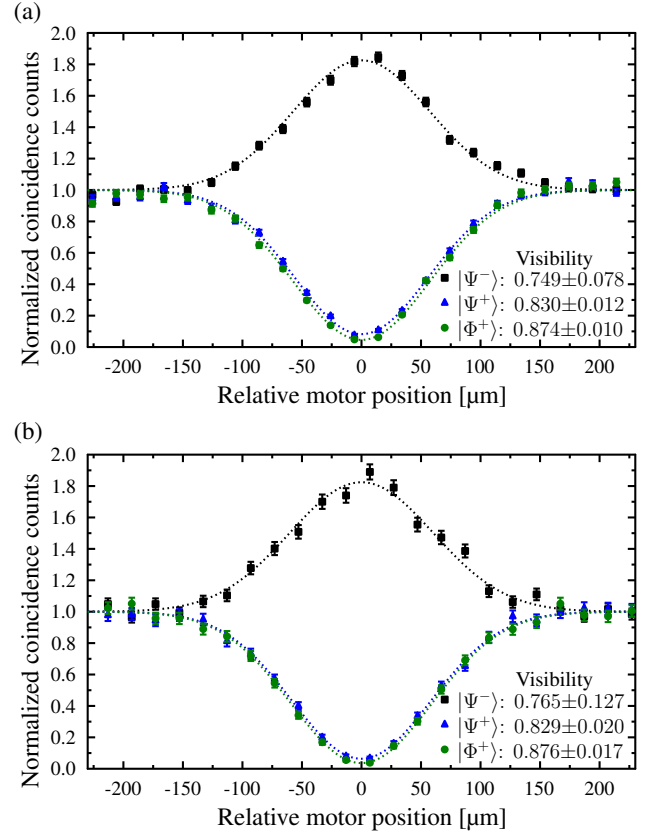 (a)
Normalized coincidence counts
2.0
1.8
1.6
1.4
1.2
1.0
0.8
0.6
0.4
0.2
0.0
Visibility
|Ψ⁻⟩: 0.749±0.078
|Ψ⁺⟩: 0.830±0.012
|Φ⁺⟩: 0.874±0.010
-200 -150 -100 -50 0 50 100 150 200
Relative motor position [µm]
(b)
Normalized coincidence counts
2.0
1.8
1.6
1.4
1.2
1.0
0.8
0.6
0.4
0.2
0.0
Visibility
|Ψ⁻⟩: 0.765±0.127
|Ψ⁺⟩: 0.829±0.020
|Φ⁺⟩: 0.876±0.017
-200 -150 -100 -50 0 50 100 150 200
Relative motor position [µm]